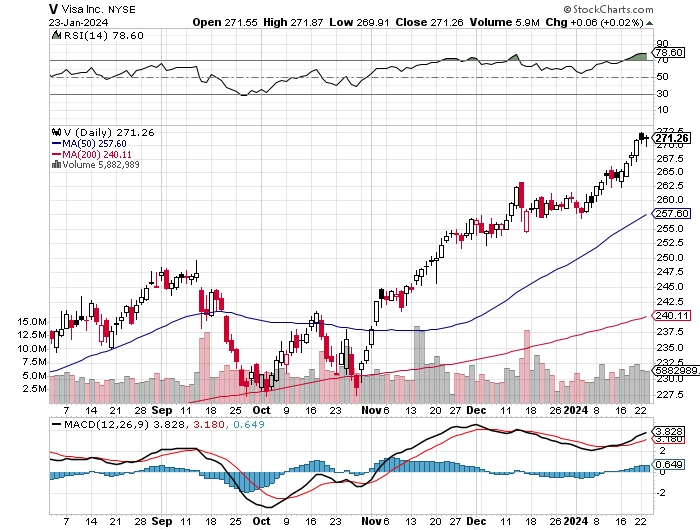 V Visa Inc. NYSE © StockCharts.com
23-Jan-2024 Open 271.55 High 271.87 Low 269.91 Close 271.26 Volume 5.9M Chg +0.06 (+0.02%)
RSI(14) 78.60
90
78.60
70
50
30
10
V (Daily) 271.26
MA(50) 257.60
MA(200) 240.11
Volume 5,882,989
272.5
271.26
270.0
267.5
265.0
262.5
260.0
257.60
255.0
252.5
250.0
247.5
245.0
242.5
240.11
237.5
235.0
232.5
5882989
230.0
227.5
15.0M
12.5M
10.0M
7.5M
5.0M
2.5M
7 14 21 28 Sep 11 18 25 Oct 9 16 23 Nov 6 13 20 27 Dec 11 18 26 2024 8 16 22
MACD(12,26,9) 3.828, 3.180, 0.649
3.828
3.180
2
0.649
-2
7 14 21 28 Sep 11 18 25 Oct 9 16 23 Nov 6 13 20 27 Dec 11 18 26 2024 8 16 22